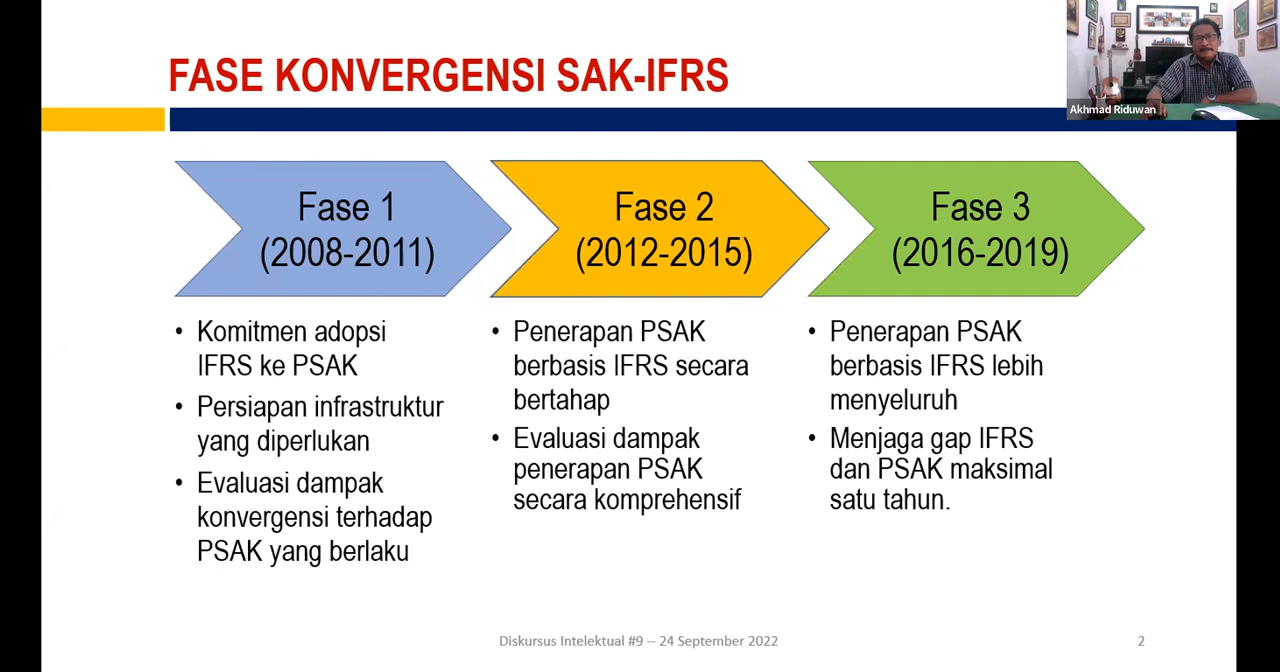 FASE KONVERGENSI SAK-IFRS
Akhmad Riduwan
Fase 1
(2008-2011)
• Komitmen adopsi
IFRS ke PSAK
• Persiapan infrastruktur
yang diperlukan
• Evaluasi dampak
konvergensi terhadap
PSAK yang berlaku
Fase 2
(2012-2015)
• Penerapan PSAK
berbasis IFRS secara
bertahap
• Evaluasi dampak
penerapan PSAK
secara komprehensif
Fase 3
(2016-2019)
• Penerapan PSAK
berbasis IFRS lebih
menyeluruh
• Menjaga gap IFRS
dan PSAK maksimal
satu tahun.
Diskursus Intelektual #9 -- 24 September 2022
2